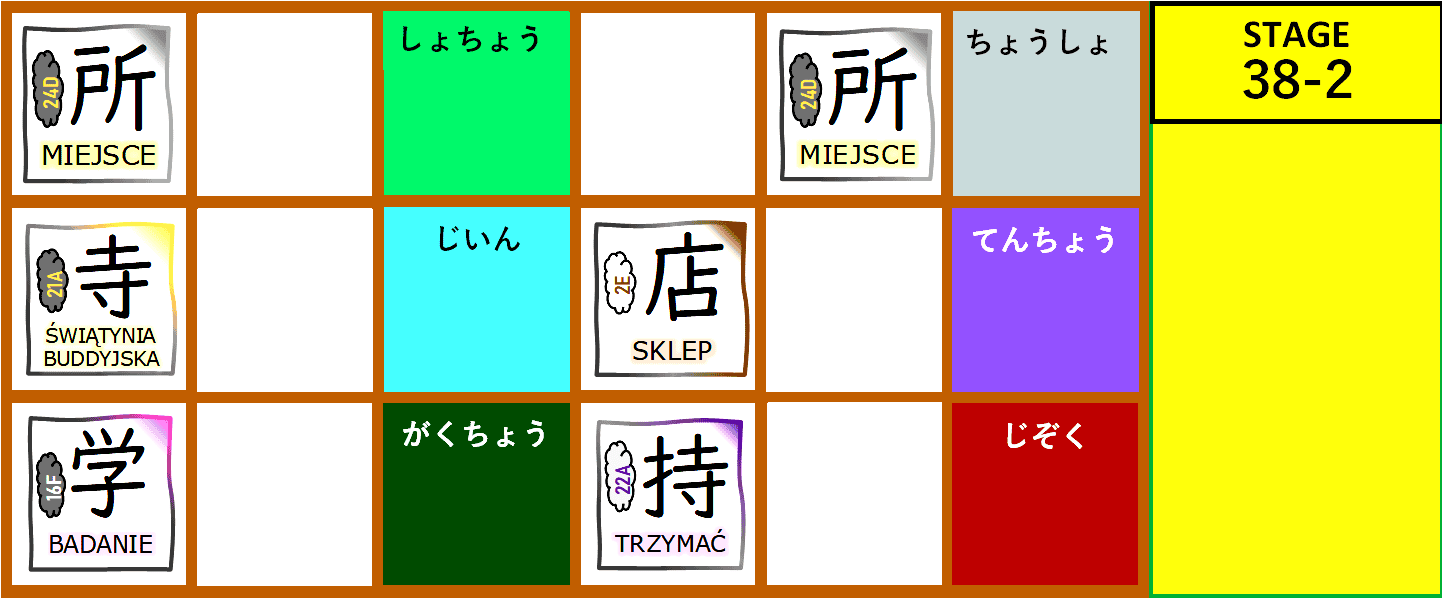 24D
所
MIEJSCE
しょちょう
24D
所
MIEJSCE
ちょうしょ
STAGE
38-2
21A
寺
ŚWIĄTYNIA
BUDDYJSKA
じいん
2E
店
SKLEP
てんちょう
16F
学
BADANIE
がくちょう
22A
持
TRZYMAĆ
じぞく